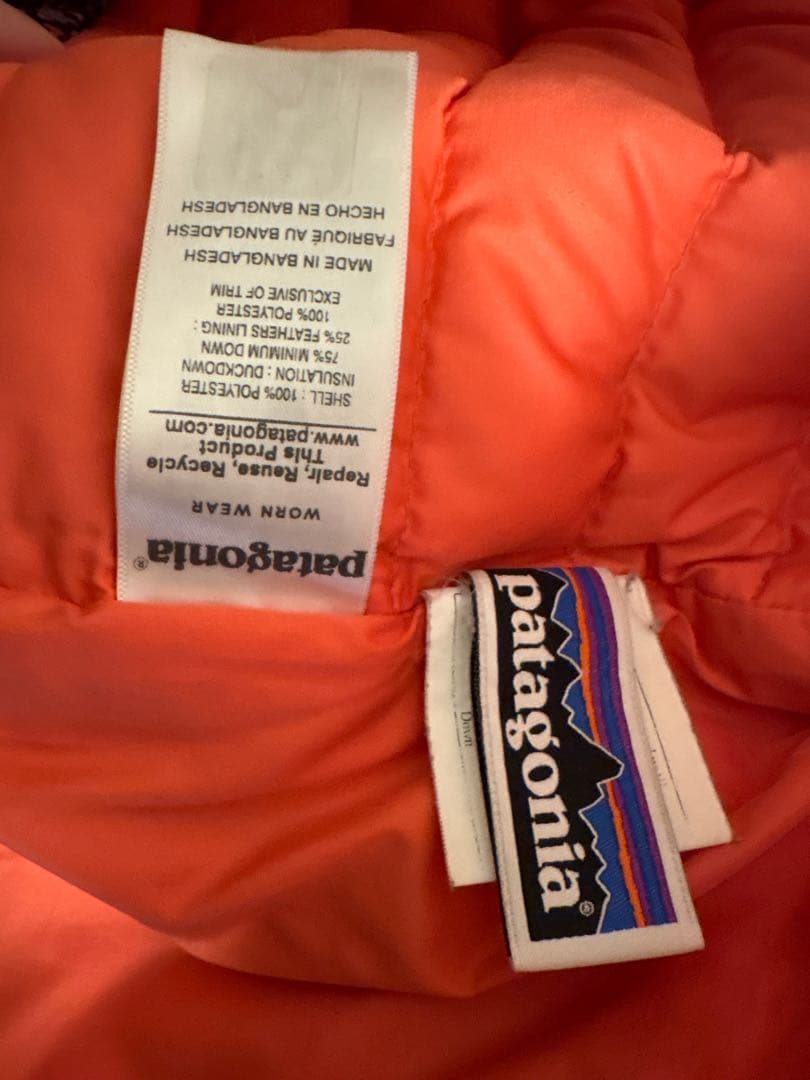 patagonia®
WORN WEAR
Repair, Reuse, Recycle
This Product
www.patagonia.com
SHELL : 100% POLYESTER
INSULATION : DUCKDOWN
75% MINIMUM DOWN
25% FEATHERS LINING :
100% POLYESTER
EXCLUSIVE OF TRIM
MADE IN BANGLADESH
FABRIQUÉ AU BANGLADESH
HECHO EN BANGLADESH
patagonia®
Down